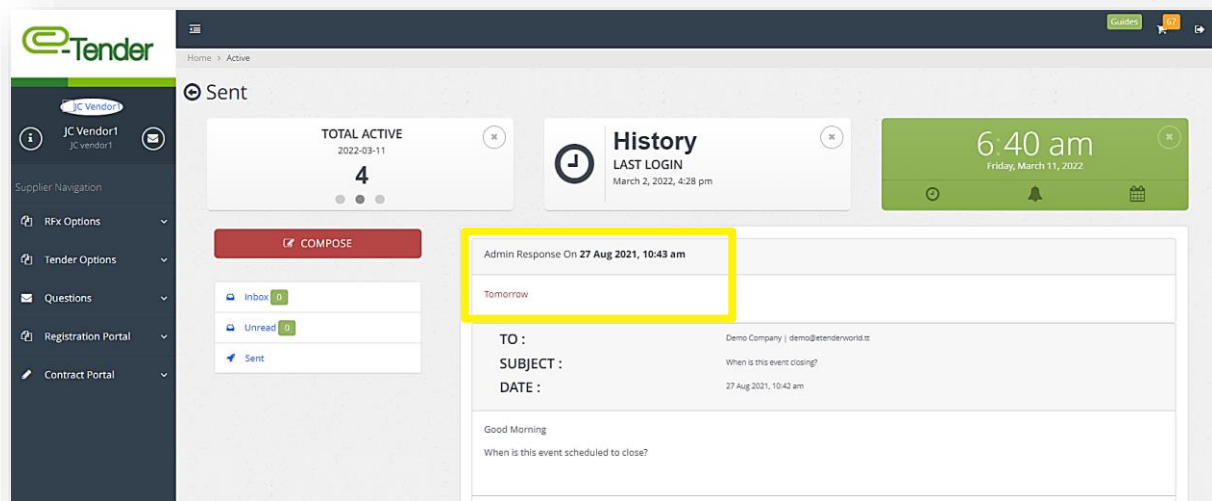 e-Tender
Guides
67
Home > Active
JC Vendor1
JC Vendor1
JC vendor1
Supplier Navigation
RFx Options
Tender Options
Questions
Registration Portal
Contract Portal
Sent
TOTAL ACTIVE
2022-03-11
4
History
LAST LOGIN
March 2, 2022, 4:28 pm
6:40 am
Friday, March 11, 2022
COMPOSE
Inbox 0
Unread 0
Sent
Admin Response On 27 Aug 2021, 10:43 am
Tomorrow
TO : Demo Company | demo@etenderworld.tt
SUBJECT : When is this event closing?
DATE : 27 Aug 2021, 10:42 am
Good Morning
When is this event scheduled to close?